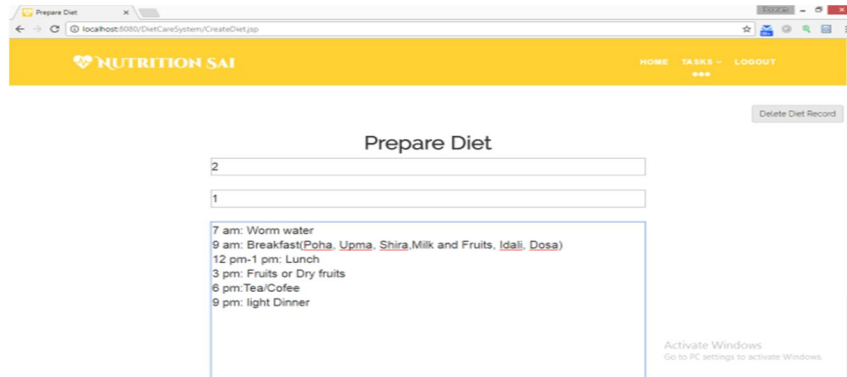 Prepare Diet
localhost:8080/DietCareSystem/CreateDiet.jsp
NUTRITION SAI
HOME TASKS LOGOUT
Delete Diet Record
Prepare Diet
2
1
7 am: Worm water
9 am: Breakfast(Poha, Upma, Shira,Milk and Fruits, Idali, Dosa)
12 pm-1 pm: Lunch
3 pm: Fruits or Dry fruits
6 pm:Tea/Cofee
9 pm: light Dinner
Activate Windows
Go to PC settings to activate Windows.